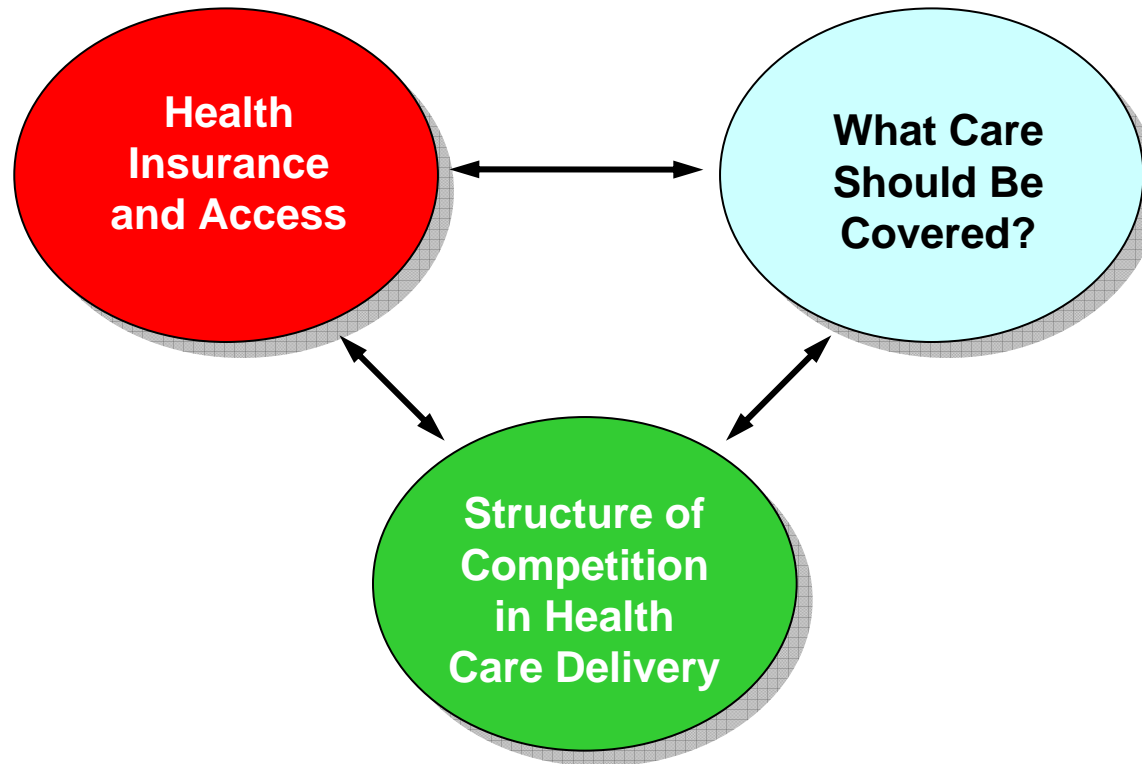 Health
Insurance
and Access
What Care
Should Be
Covered?
Structure of
Competition
in Health
Care Delivery